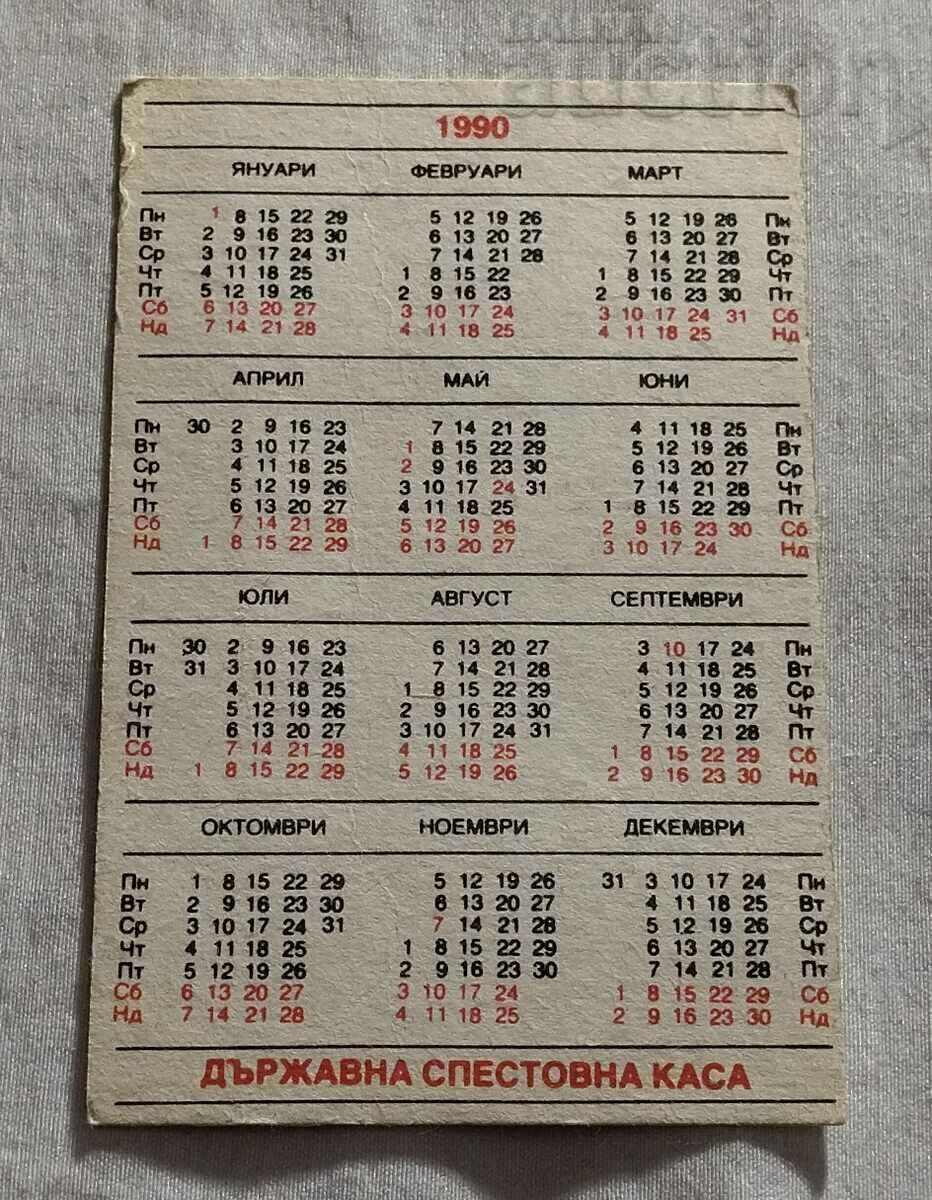 auction
1990
ЯНУАРИ ФЕВРУАРИ МАРТ
Пн 1 8 15 22 29 5 12 19 26 5 12 19 26 Пн
Вт 2 9 16 23 30 6 13 20 27 6 13 20 27 Вт
Ср 3 10 17 24 31 7 14 21 28 7 14 21 28 Ср
Чт 4 11 18 25 1 8 15 22 1 8 15 22 29 Чт
Пт 5 12 19 26 2 9 16 23 2 9 16 23 30 Пт
Сб 6 13 20 27 3 10 17 24 3 10 17 24 31 Сб
Нд 7 14 21 28 4 11 18 25 4 11 18 25 Нд
АПРИЛ МАЙ ЮНИ
Пн 30 2 9 16 23 7 14 21 28 4 11 18 25 Пн
Вт 3 10 17 24 1 8 15 22 29 5 12 19 26 Вт
Ср 4 11 18 25 2 9 16 23 30 6 13 20 27 Ср
Чт 5 12 19 26 3 10 17 24 31 7 14 21 28 Чт
Пт 6 13 20 27 4 11 18 25 1 8 15 22 29 Пт
Сб 7 14 21 28 5 12 19 26 2 9 16 23 30 Сб
Нд 1 8 15 22 29 6 13 20 27 3 10 17 24 Нд
ЮЛИ АВГУСТ СЕПТЕМВРИ
Пн 30 2 9 16 23 6 13 20 27 3 10 17 24 Пн
Вт 31 3 10 17 24 7 14 21 28 4 11 18 25 Вт
Ср 4 11 18 25 1 8 15 22 29 5 12 19 26 Ср
Чт 5 12 19 26 2 9 16 23 30 6 13 20 27 Чт
Пт 6 13 20 27 3 10 17 24 31 7 14 21 28 Пт
Сб 7 14 21 28 4 11 18 25 1 8 15 22 29 Сб
Нд 1 8 15 22 29 5 12 19 26 2 9 16 23 30 Нд
ОКТОМВРИ НОЕМВРИ ДЕКЕМВРИ
Пн 1 8 15 22 29 5 12 19 26 31 3 10 17 24 Пн
Вт 2 9 16 23 30 6 13 20 27 4 11 18 25 Вт
Ср 3 10 17 24 31 7 14 21 28 5 12 19 26 Ср
Чт 4 11 18 25 1 8 15 22 29 6 13 20 27 Чт
Пт 5 12 19 26 2 9 16 23 30 7 14 21 28 Пт
Сб 6 13 20 27 3 10 17 24 1 8 15 22 29 Сб
Нд 7 14 21 28 4 11 18 25 2 9 16 23 30 Нд
ДЪРЖАВНА СПЕСТОВНА КАСА